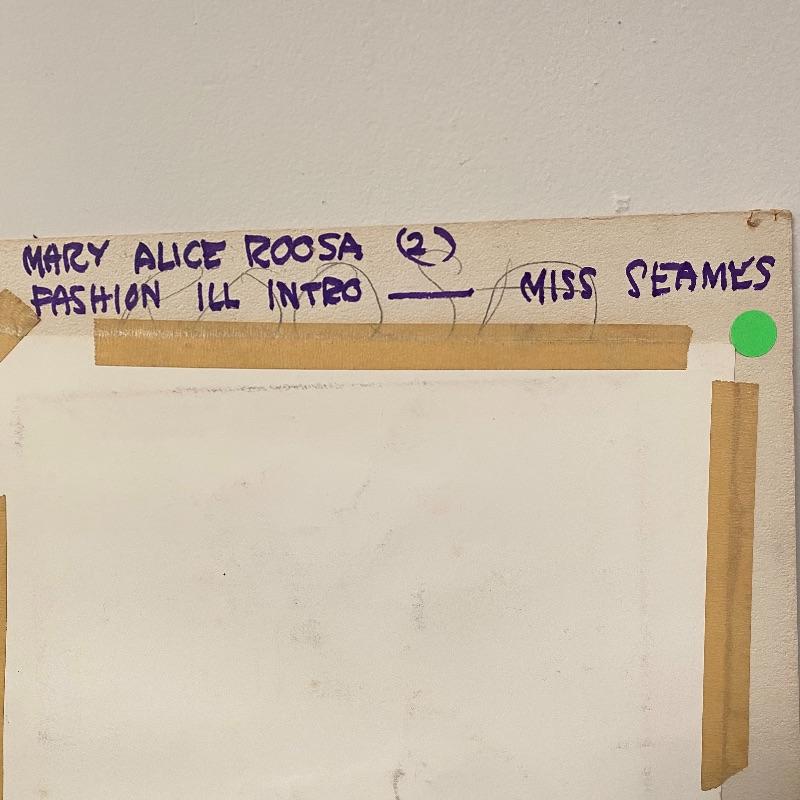 MARY ALICE ROOSA (2)
FASHION ILL INTRO — MISS SEAMES